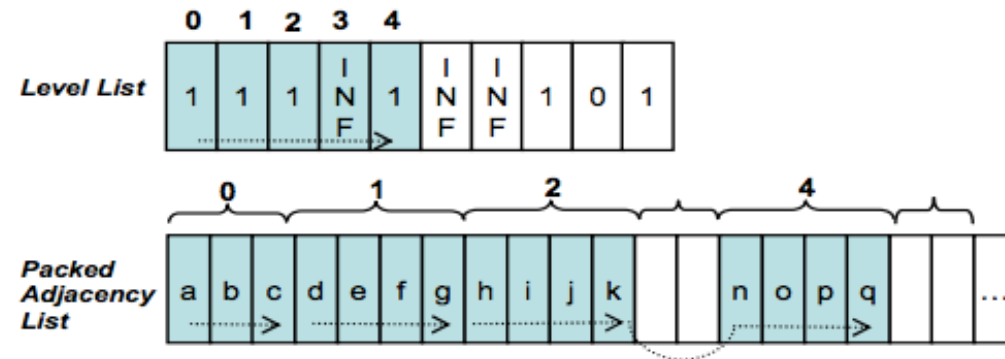 0 1 2 3 4
Level List
1 1 1 INF 1 INF INF 1 0 1
0 1 2 4
Packed
Adjacency
List
a b c d e f g h i j k n o p q ...